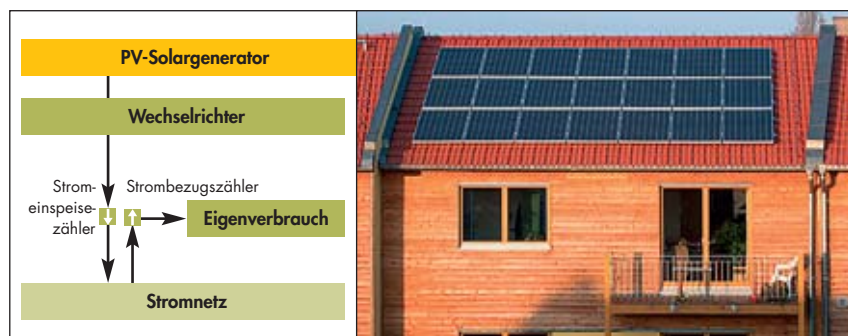 PV-Solargenerator
Wechselrichter
Strom-
einspeise-
zähler
Strombezugszähler
Eigenverbrauch
Stromnetz